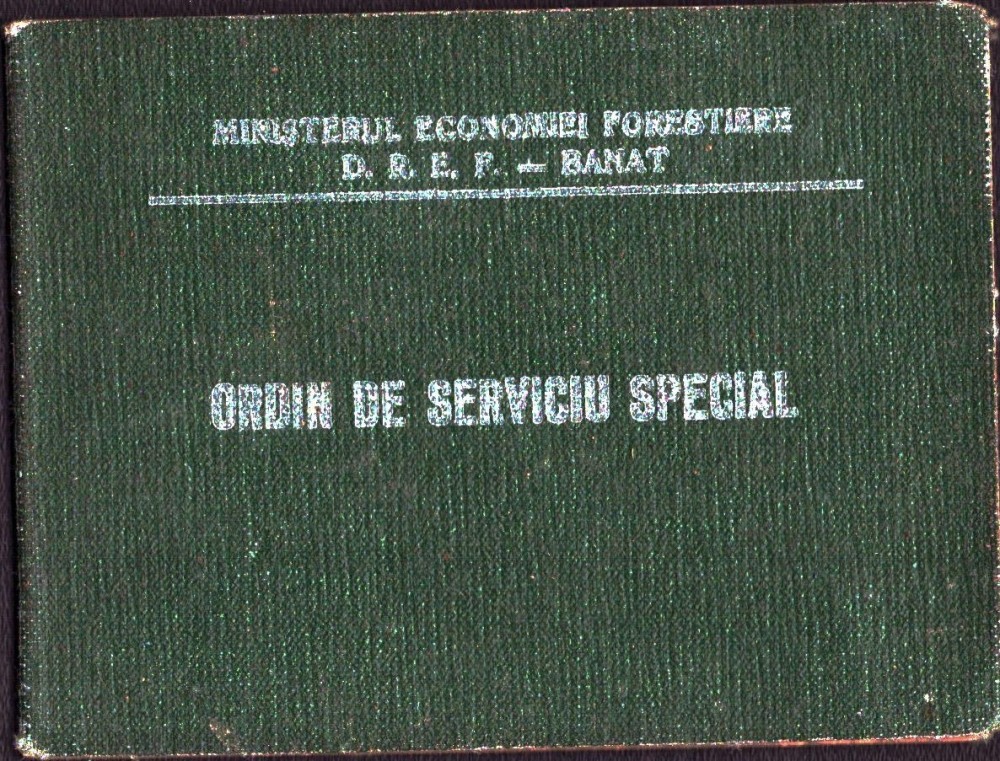 MINISTERUL ECONOMIEI FORESTIERE
D. R. E. F. — BANAT
ORDIN DE SERVICIU SPECIAL